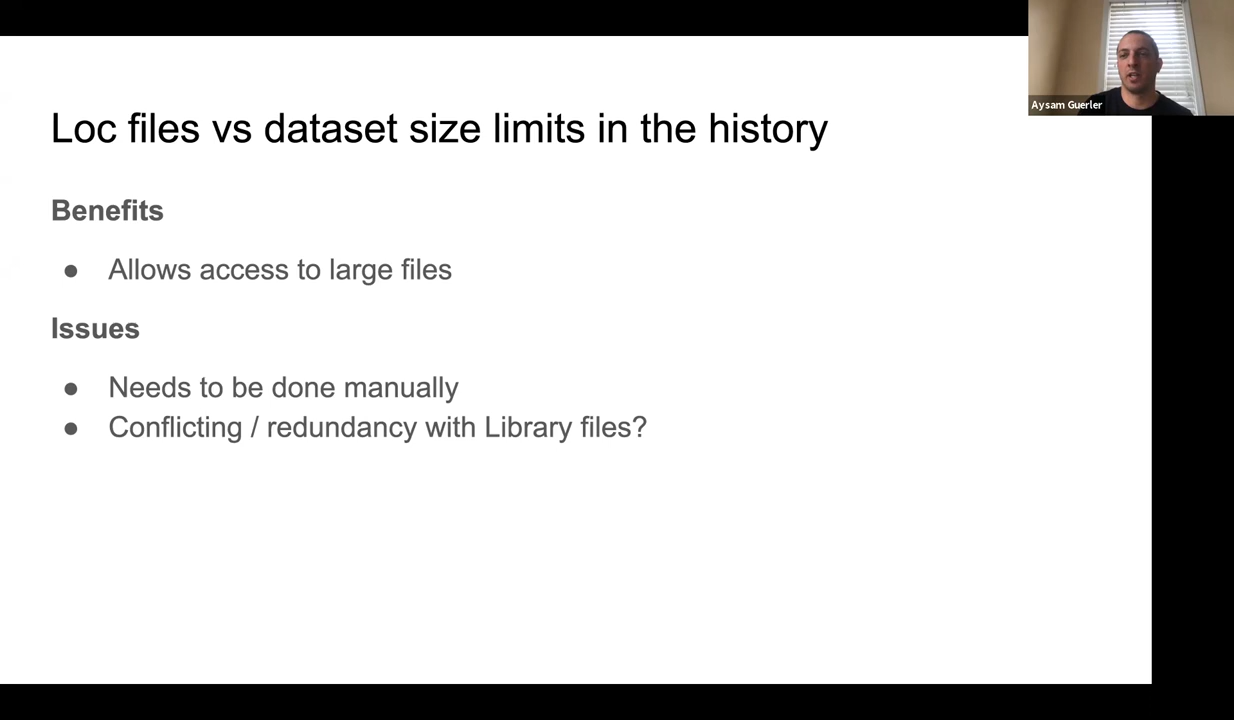 Aysam Guerler
Loc files vs dataset size limits in the history
Benefits
● Allows access to large files
Issues
● Needs to be done manually
● Conflicting / redundancy with Library files?